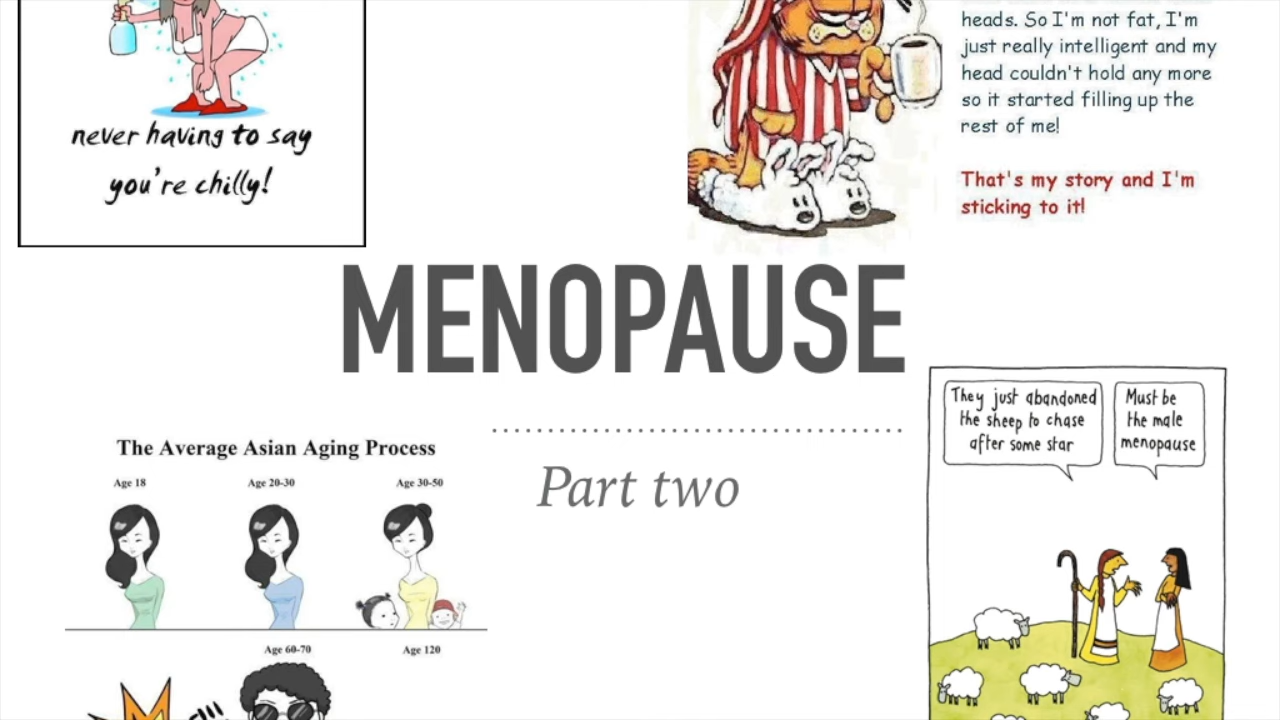 never having to say
you're chilly!
heads. So I'm not fat, I'm
just really intelligent and my
head couldn't hold any more
so it started filling up the
rest of me!
That's my story and I'm
sticking to it!
MENOPAUSE
Part two
They just abandoned
the sheep to chase
after some star
Must be
the male
menopause
The Average Asian Aging Process
Age 18 Age 20-30 Age 30-50
Age 60-70 Age 120